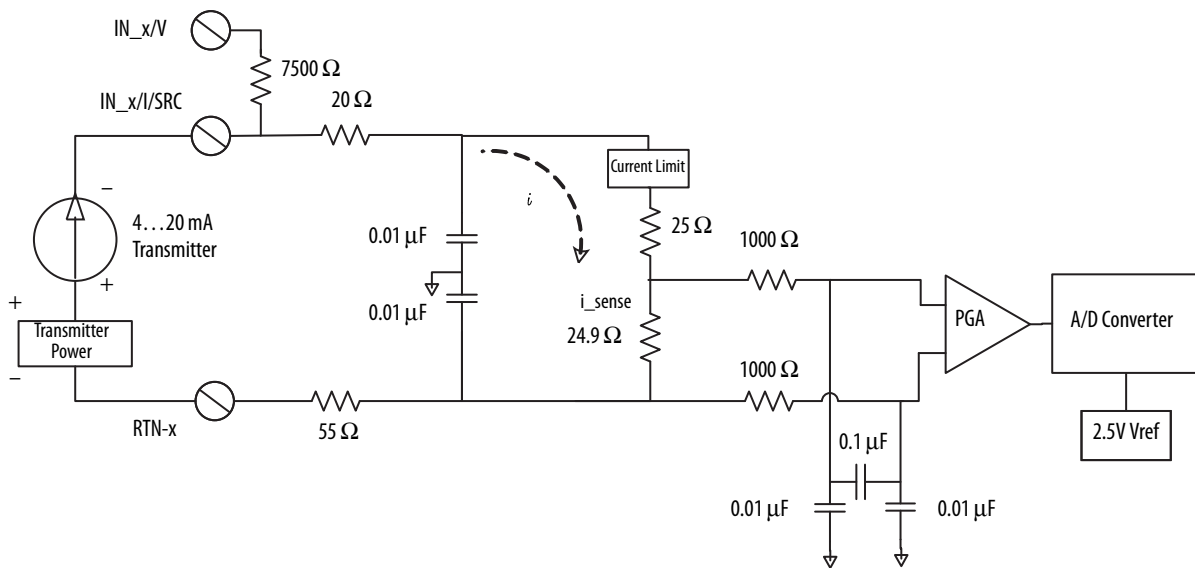 IN_x/V
7500 Ω
IN_x/I/SRC
20 Ω
Current Limit
−
i
4…20 mA
Transmitter
0.01 µF
25 Ω
1000 Ω
+
+
i_sense
0.01 µF
24.9 Ω
PGA
A/D Converter
Transmitter
Power
−
1000 Ω
RTN-x
55 Ω
2.5V Vref
0.1 µF
0.01 µF
0.01 µF